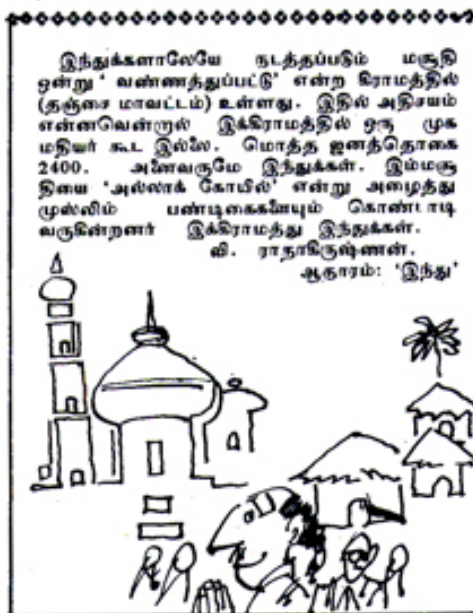 இந்துக்களாலேயே நடத்தப்படும் மசூதி
ஒன்று ' வண்ணத்துப்பட்டு' என்ற கிராமத்தில்
(தஞ்சை மாவட்டம்) உள்ளது. இதில் அதிசயம்
என்னவென்றால் இக்கிராமத்தில் ஒரு முக
மதியர் கூட இல்லை. மொத்த ஜனத்தொகை
2400. அனைவருமே இந்துக்கள். இம்மசூ
தியை 'அல்லாக் கோயில்' என்று அழைத்து
முஸ்லிம் பண்டிகைகளையும் கொண்டாடி
வருகின்றனர் இக்கிராமத்து இந்துக்கள்.
வி. ராதாகிருஷ்ணன்.
ஆதாரம்: 'இந்து'